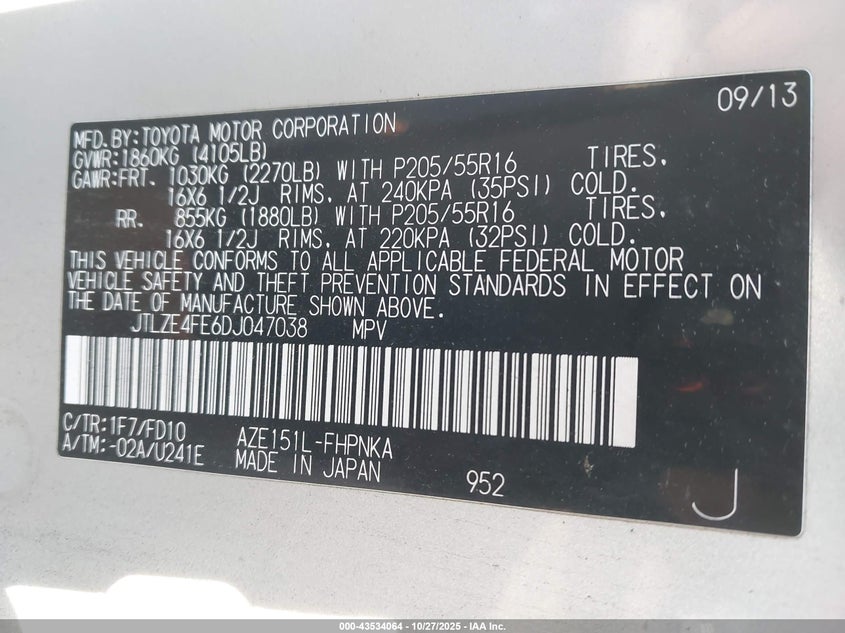 09/13
MFD.BY:TOYOTA MOTOR CORPORATION
GVWR:1860KG (4105LB)
GAWR:FRT. 1030KG (2270LB) WITH P205/55R16 TIRES,
16X6 1/2J RIMS, AT 240KPA (35PSI) COLD.
RR. 855KG (1880LB) WITH P205/55R16 TIRES,
16X6 1/2J RIMS, AT 220KPA (32PSI) COLD.
THIS VEHICLE CONFORMS TO ALL APPLICABLE FEDERAL MOTOR
VEHICLE SAFETY AND THEFT PREVENTION STANDARDS IN EFFECT ON
THE DATE OF MANUFACTURE SHOWN ABOVE.
JTLZE4FE6DJ047038 MPV
C/TR:1F7/FD10 AZE151L-FHPNKA
A/TM:-02A/U241E MADE IN JAPAN 952
J
000-43534064 - 10/27/2025 - IAA Inc.